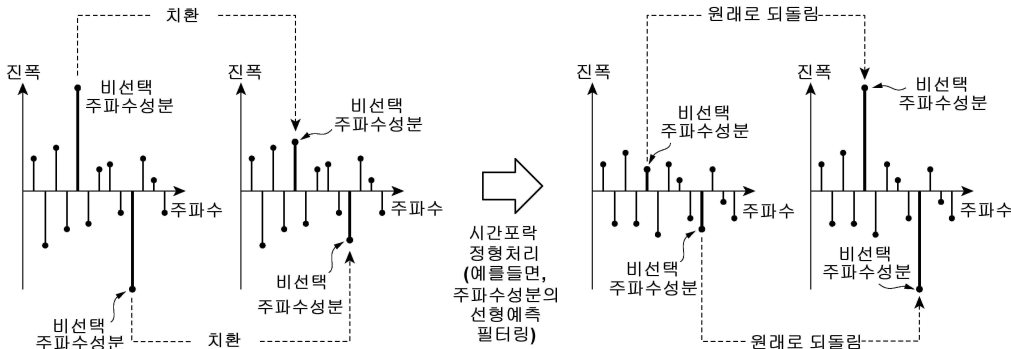 치환
원래로 되돌림
진폭
비선택
주파수성분
진폭
비선택
주파수성분
진폭
비선택
주파수성분
진폭
비선택
주파수성분
주파수
주파수
주파수
주파수
비선택
주파수성분
비선택
주파수성분
시간포락
정형처리
(예를들면,
주파수성분의
선형예측
필터링)
비선택
주파수성분
비선택
주파수성분
치환
원래로 되돌림